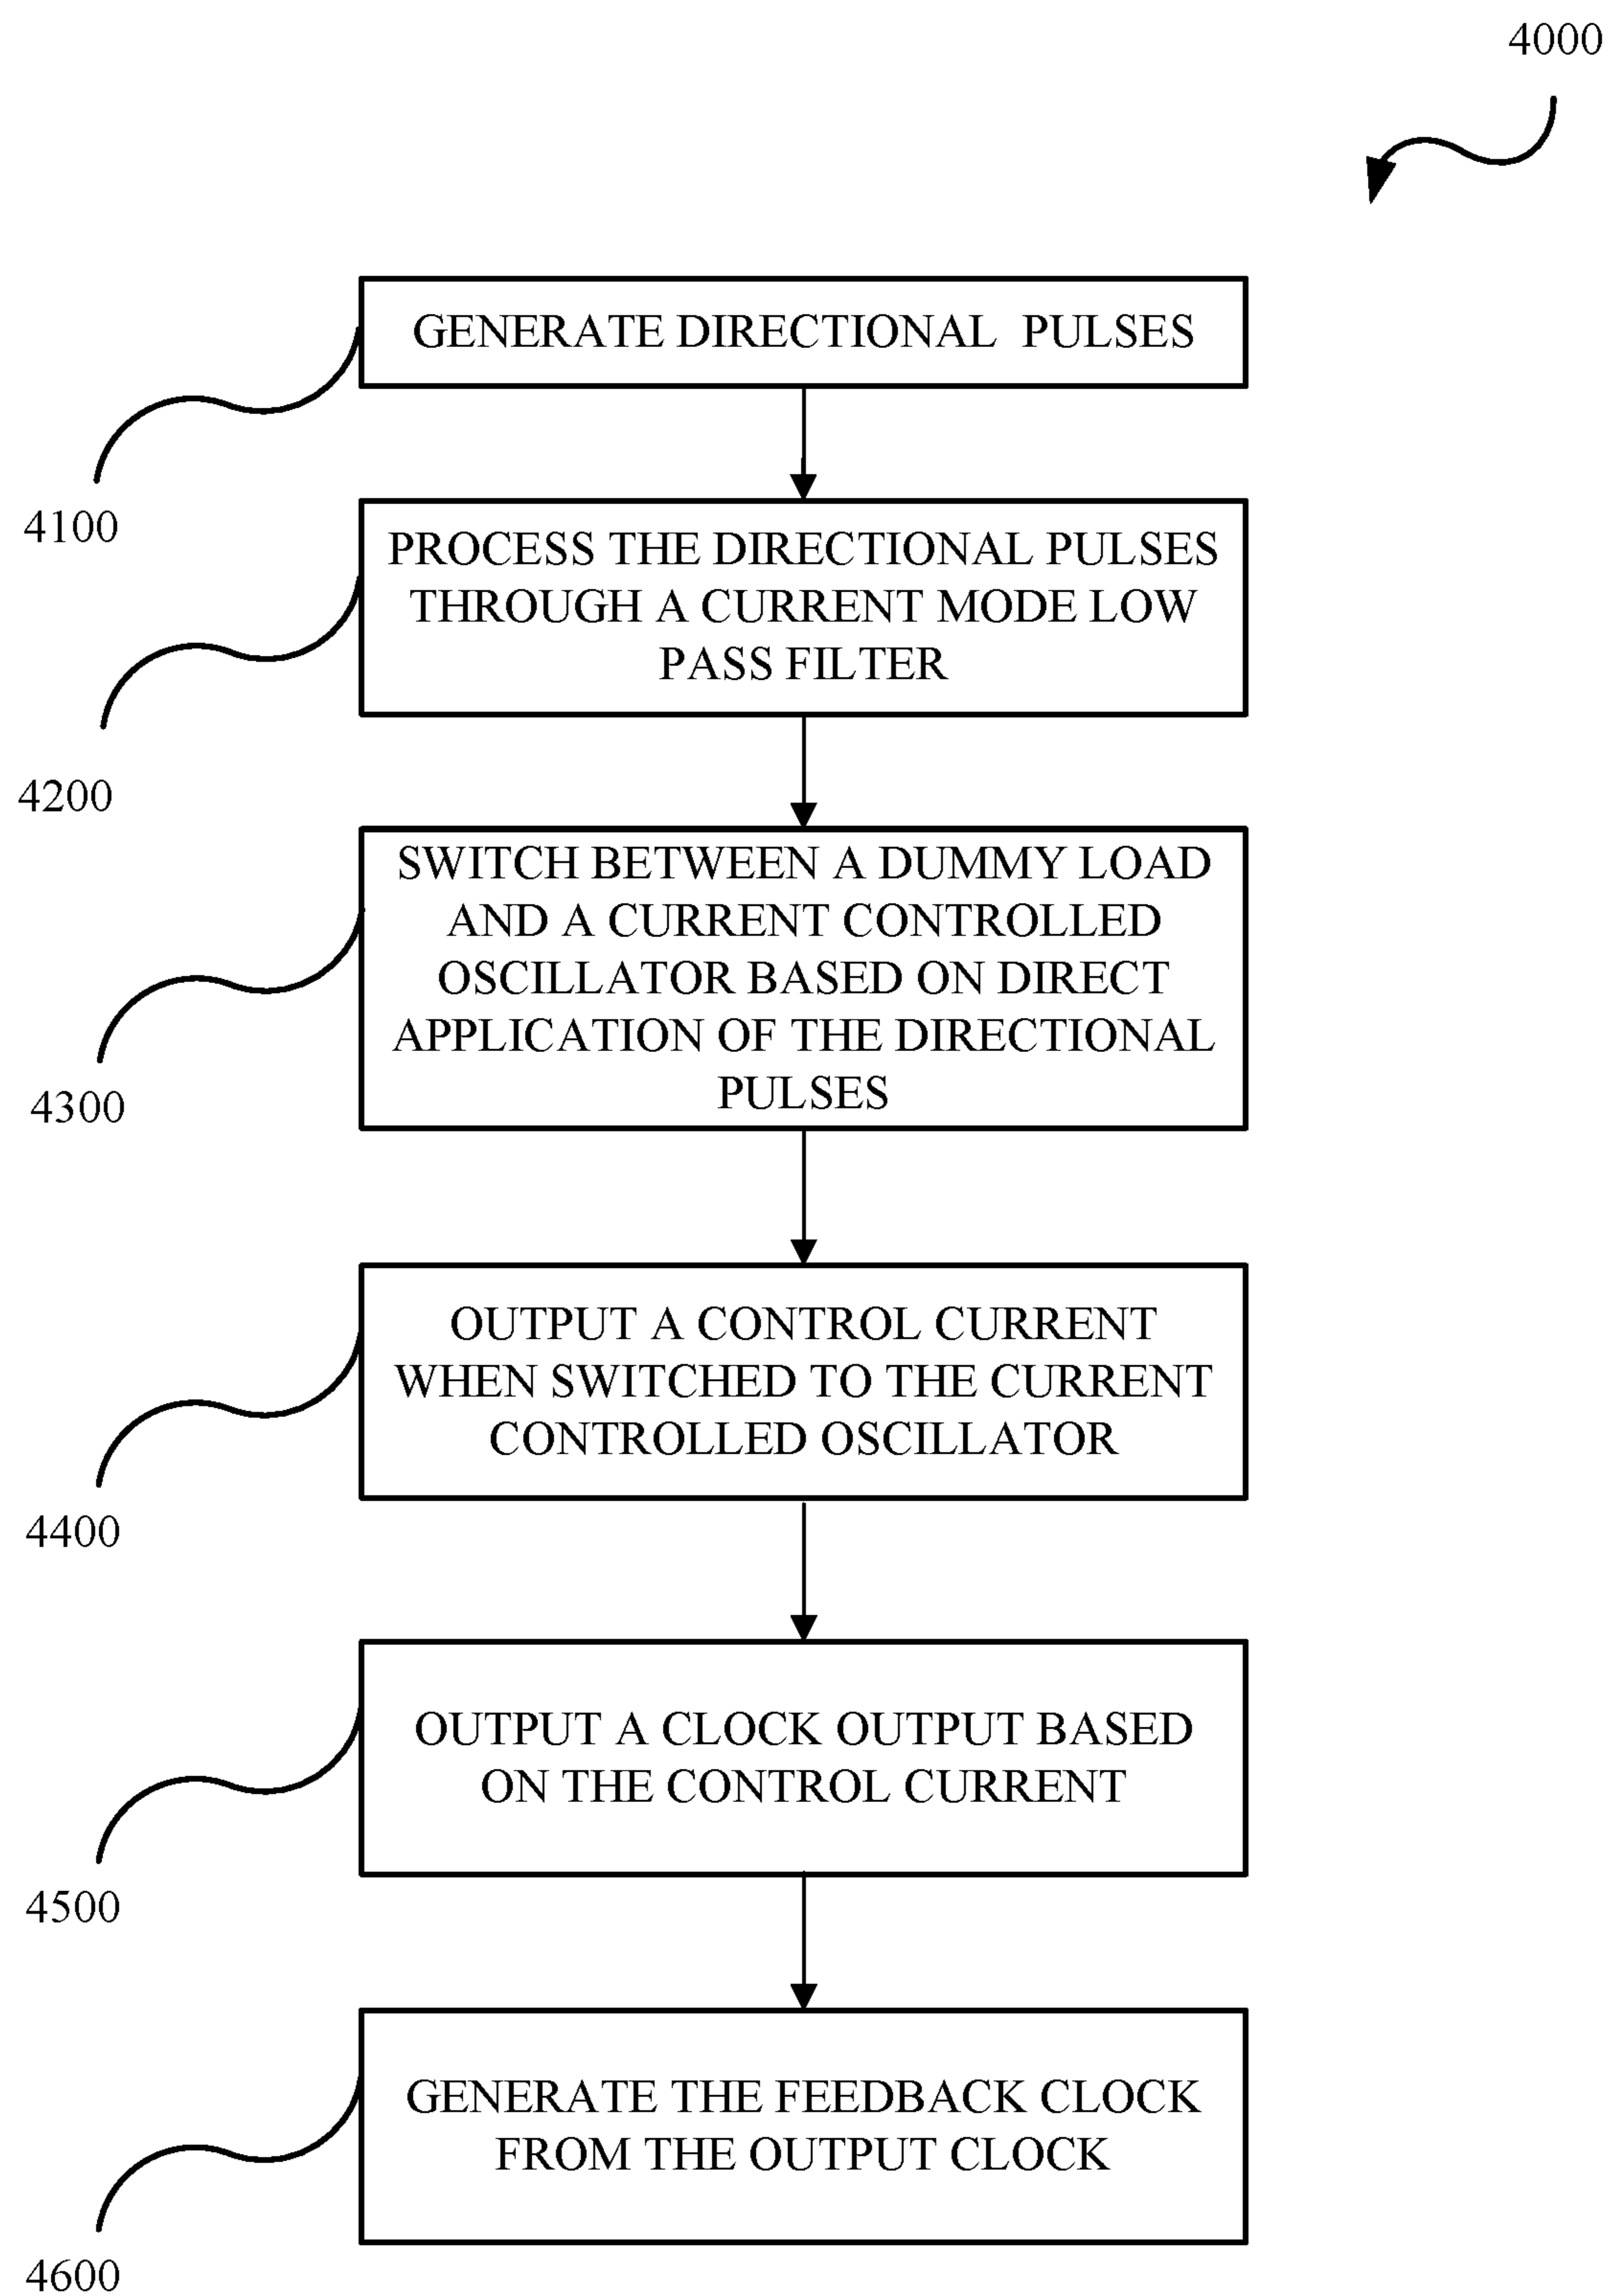 4000
GENERATE DIRECTIONAL PULSES
4100
PROCESS THE DIRECTIONAL PULSES
THROUGH A CURRENT MODE LOW
PASS FILTER
4200
SWITCH BETWEEN A DUMMY LOAD
AND A CURRENT CONTROLLED
OSCILLATOR BASED ON DIRECT
APPLICATION OF THE DIRECTIONAL
PULSES
4300
OUTPUT A CONTROL CURRENT
WHEN SWITCHED TO THE CURRENT
CONTROLLED OSCILLATOR
4400
OUTPUT A CLOCK OUTPUT BASED
ON THE CONTROL CURRENT
4500
GENERATE THE FEEDBACK CLOCK
FROM THE OUTPUT CLOCK
4600